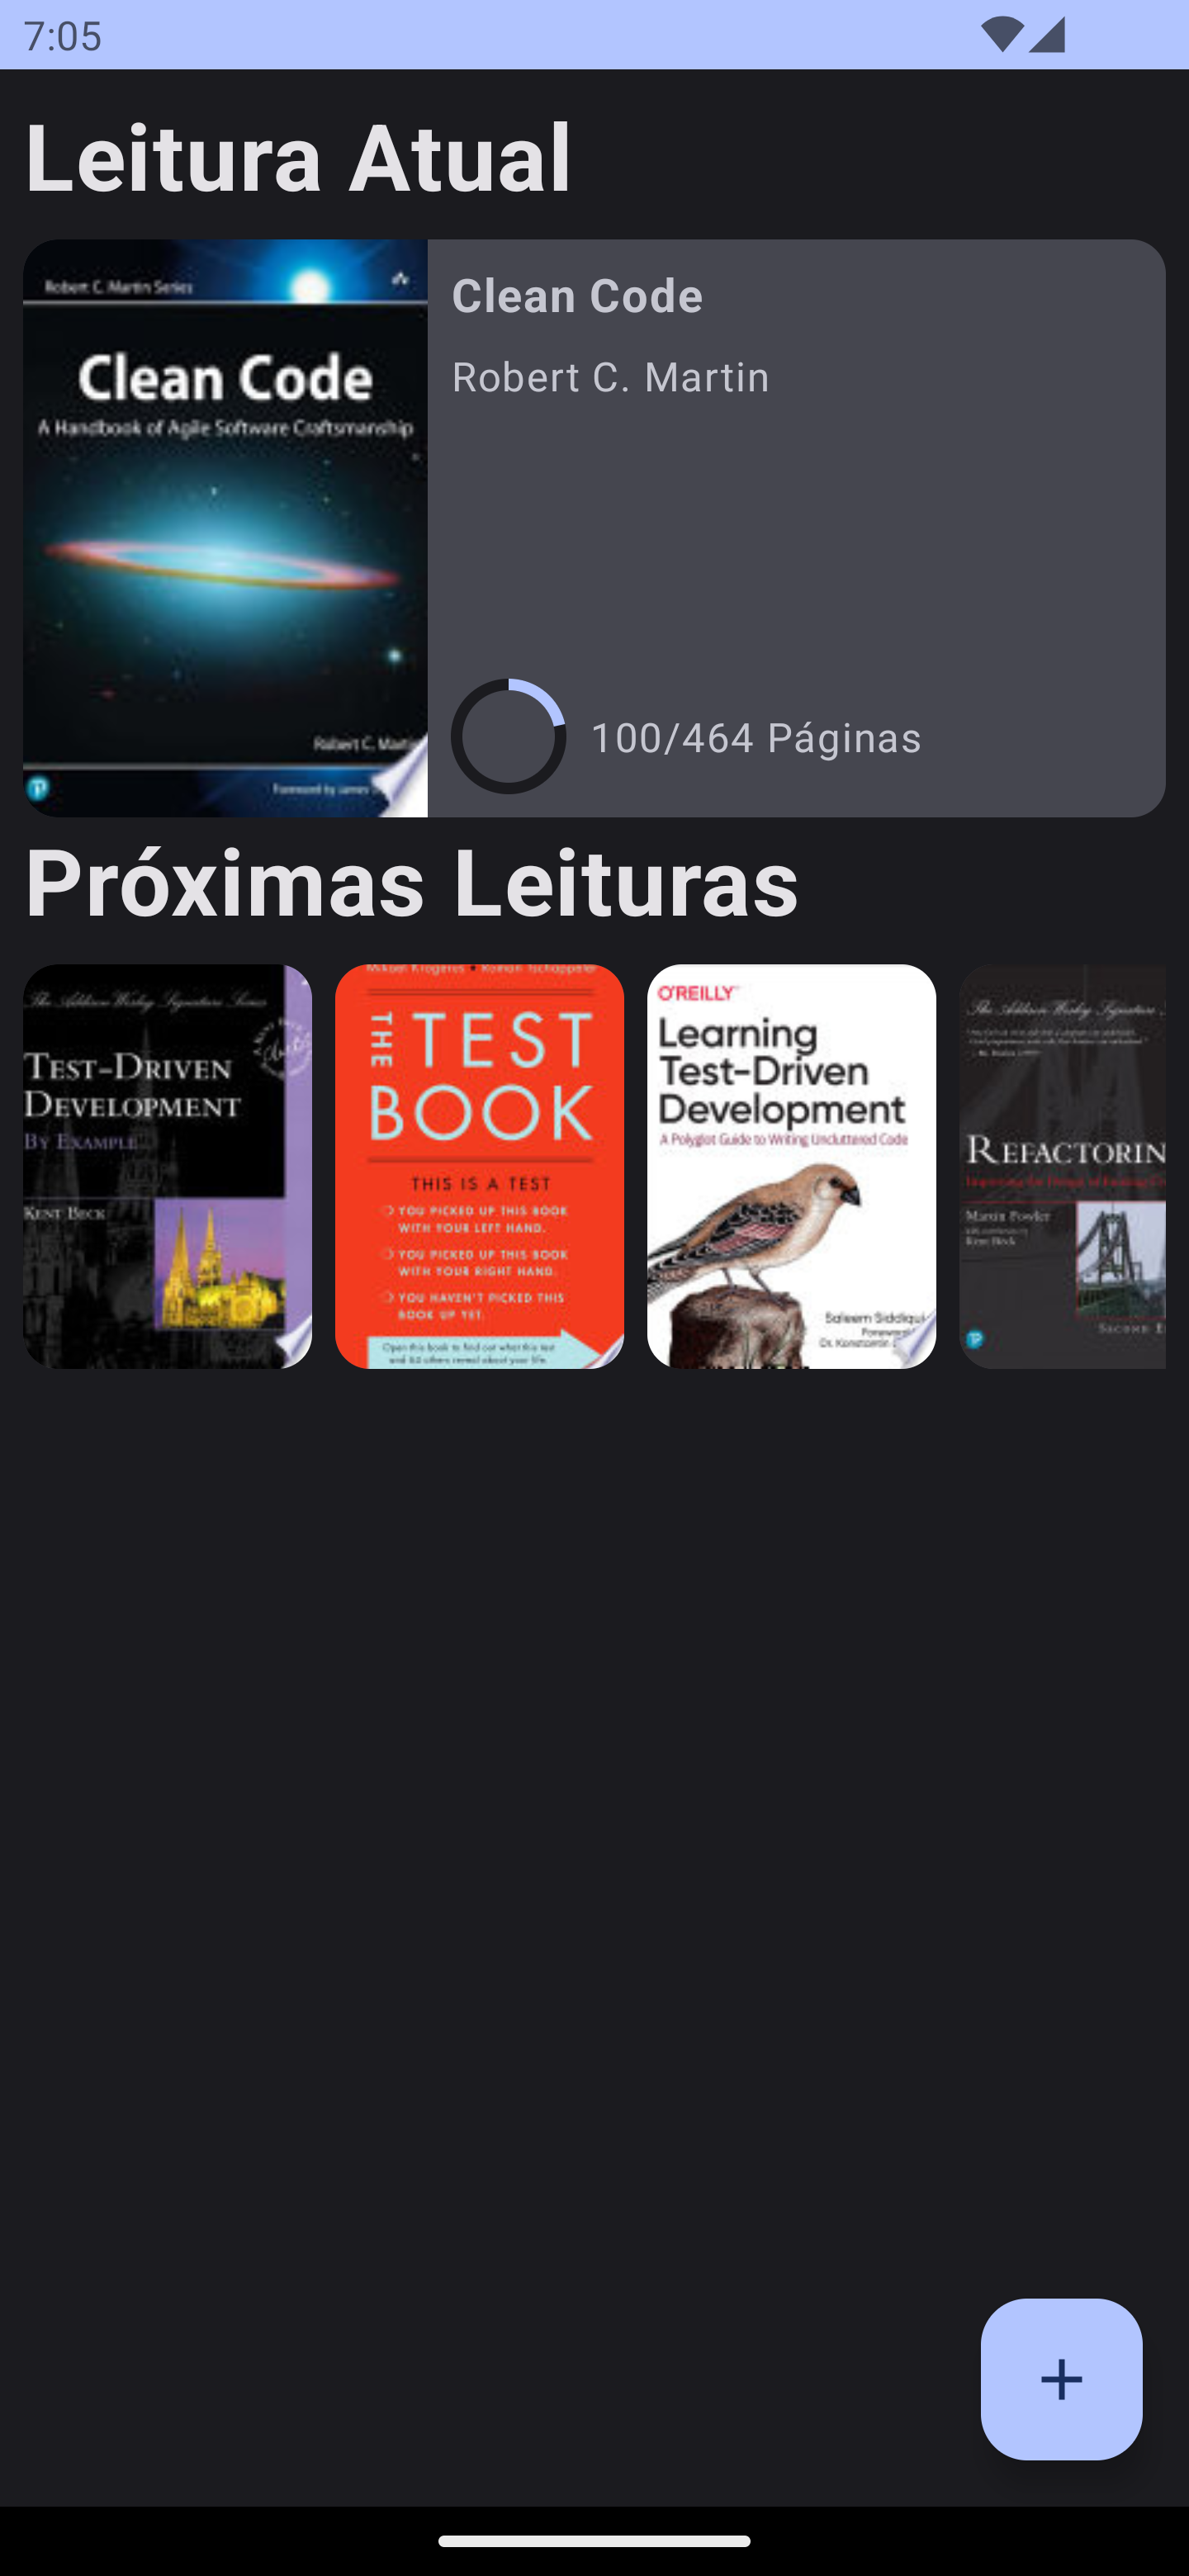 7:05
Leitura Atual
Robert C. Martin Series
Clean Code
A Handbook of Agile Software Craftsmanship
Robert C. Martin
Foreword by James
Clean Code
Robert C. Martin
100/464 Páginas
Próximas Leituras
The Addison Wesley Signature Series
TEST-DRIVEN
DEVELOPMENT
BY EXAMPLE
KENT BECK
Mikael Krogerus • Roman Tschäppeler
THE TEST
BOOK
THIS IS A TEST
YOU PICKED UP THIS BOOK
WITH YOUR LEFT HAND.
YOU PICKED UP THIS BOOK
WITH YOUR RIGHT HAND.
YOU HAVEN'T PICKED THIS
BOOK UP YET.
Open this book to find out what this test
and 64 others reveal about your life.
O'REILLY
Learning
Test-Driven
Development
A Polyglot Guide to Writing Uncluttered Code
Saleem Siddiqui
Dr. Konstantin
The Addison Wesley Signature
REFACTORIN
Martin Fowler
Kent Beck
SECOND E